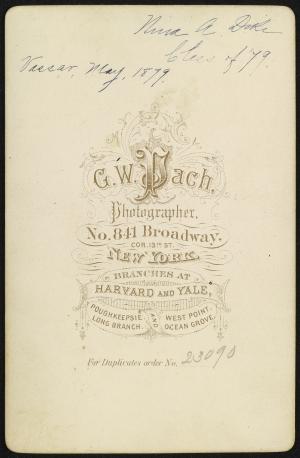 Nina A. Dike
Class of '79.
Vassar, May, 1879.
G. W. Pach,
Photographer,
No. 841 Broadway.
COR. 13TH ST.
NEW YORK.
BRANCHES AT
HARVARD AND YALE,
POUGHKEEPSIE
LONG BRANCH.
AND
WEST POINT,
OCEAN GROVE.
For Duplicates order No. 23090